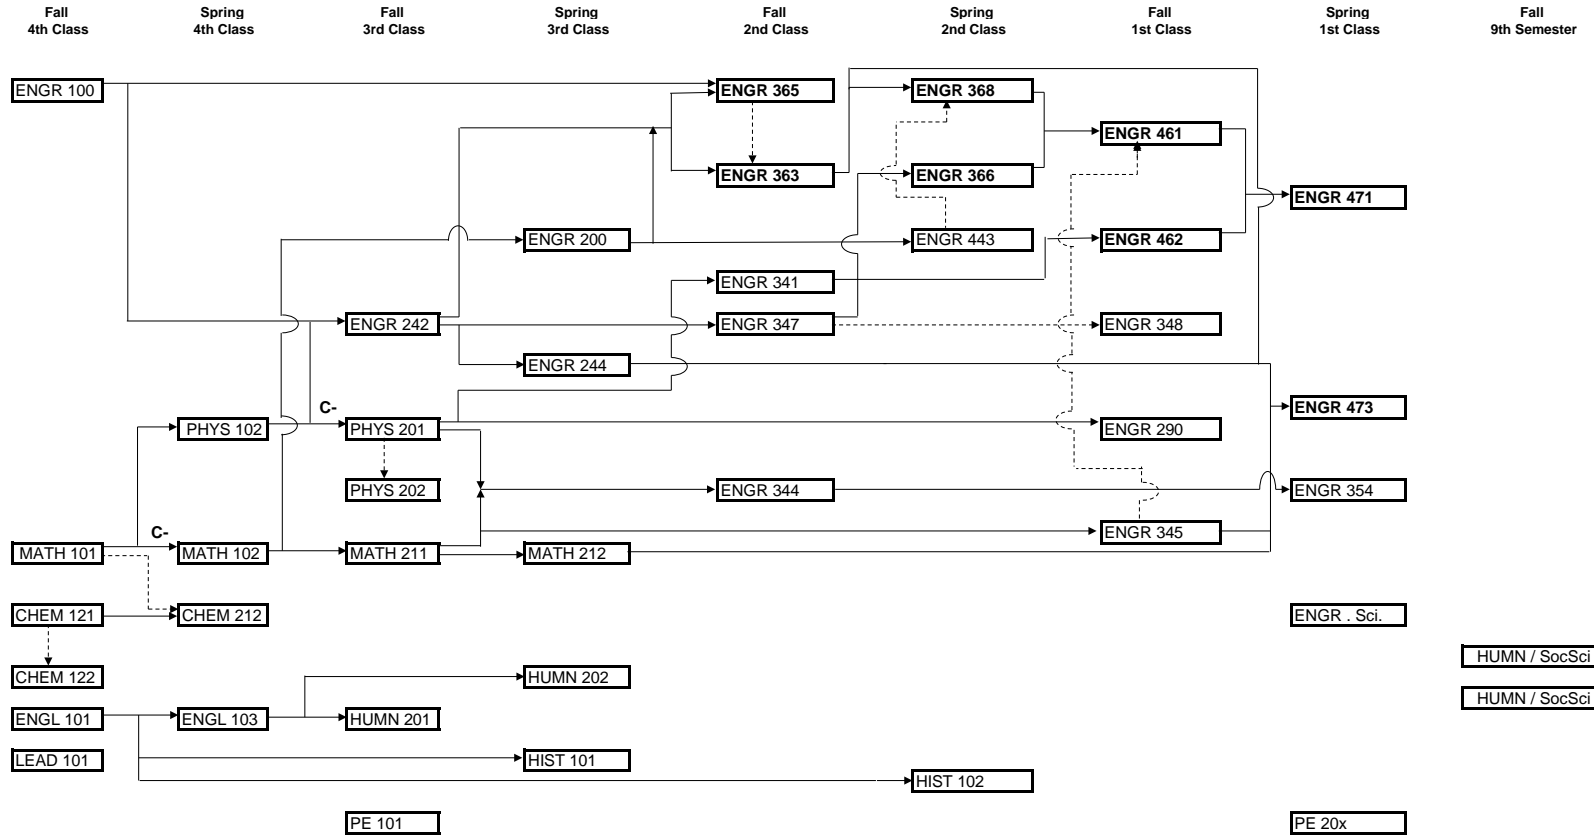 Fall
4th Class
Spring
4th Class
Fall
3rd Class
Spring
3rd Class
Fall
2nd Class
Spring
2nd Class
Fall
1st Class
Spring
1st Class
Fall
9th Semester
ENGR 100
ENGR 365
ENGR 368
ENGR 461
ENGR 363
ENGR 366
ENGR 471
ENGR 200
ENGR 443
ENGR 462
ENGR 341
ENGR 242
ENGR 347
ENGR 348
ENGR 244
C-
ENGR 473
PHYS 102
PHYS 201
ENGR 290
PHYS 202
ENGR 344
ENGR 354
C-
ENGR 345
MATH 101
MATH 102
MATH 211
MATH 212
CHEM 121
CHEM 212
ENGR . Sci.
HUMN / SocSci
CHEM 122
HUMN 202
HUMN / SocSci
ENGL 101
ENGL 103
HUMN 201
LEAD 101
HIST 101
HIST 102
PE 101
PE 20x